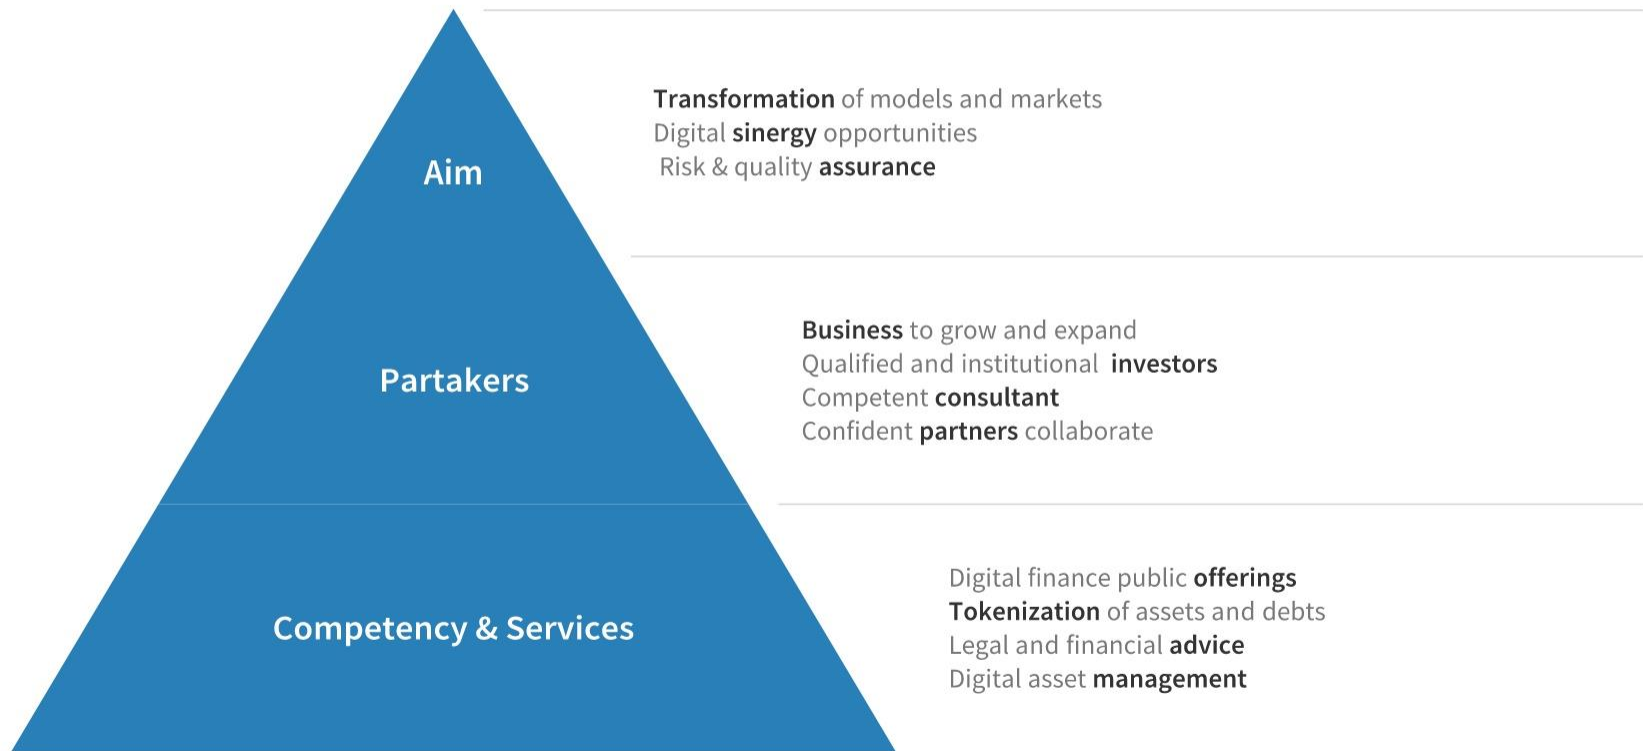 Aim
Transformation of models and markets
Digital sinergy opportunities
Risk & quality assurance
Partakers
Business to grow and expand
Qualified and institutional investors
Competent consultant
Confident partners collaborate
Competency & Services
Digital finance public offerings
Tokenization of assets and debts
Legal and financial advice
Digital asset management